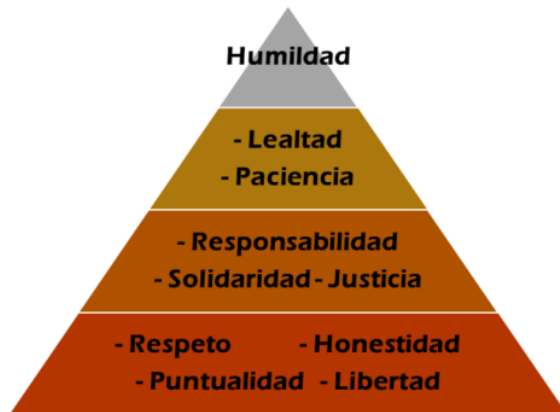 Humildad
- Lealtad
- Paciencia
- Responsabilidad
- Solidaridad - Justicia
- Respeto - Honestidad
- Puntualidad - Libertad